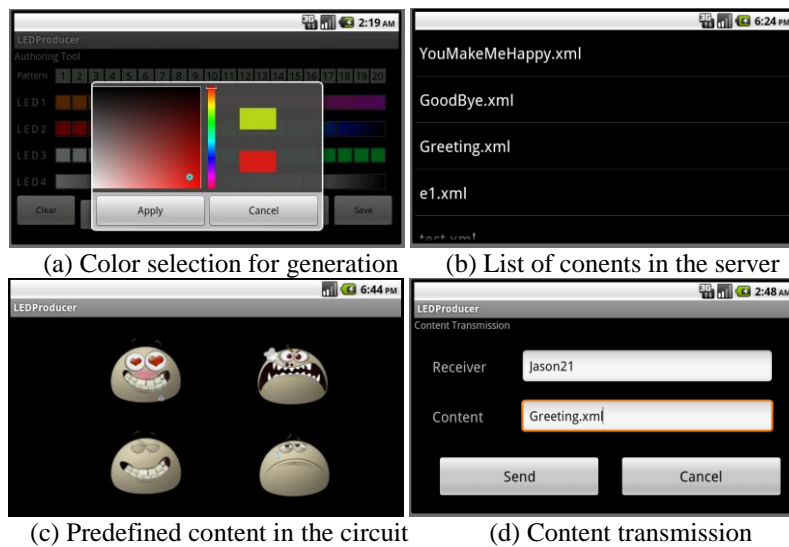 2:19 AM
LEDProducer
Authoring Tool
Pattern 1 2 3 4 5 6 7 8 9 10 11 12 13 14 15 16 17 18 19 20
LED1
LED2
LED3
LED4
Clear Apply Cancel Save
(a) Color selection for generation
3G 6:24 PM
YouMakeMeHappy.xml
GoodBye.xml
Greeting.xml
e1.xml
test.xml
(b) List of conents in the server
6:44 PM
LEDProducer
(c) Predefined content in the circuit
3G 2:48 AM
LEDProducer
Content Transmission
Receiver Jason21
Content Greeting.xml
Send Cancel
(d) Content transmission